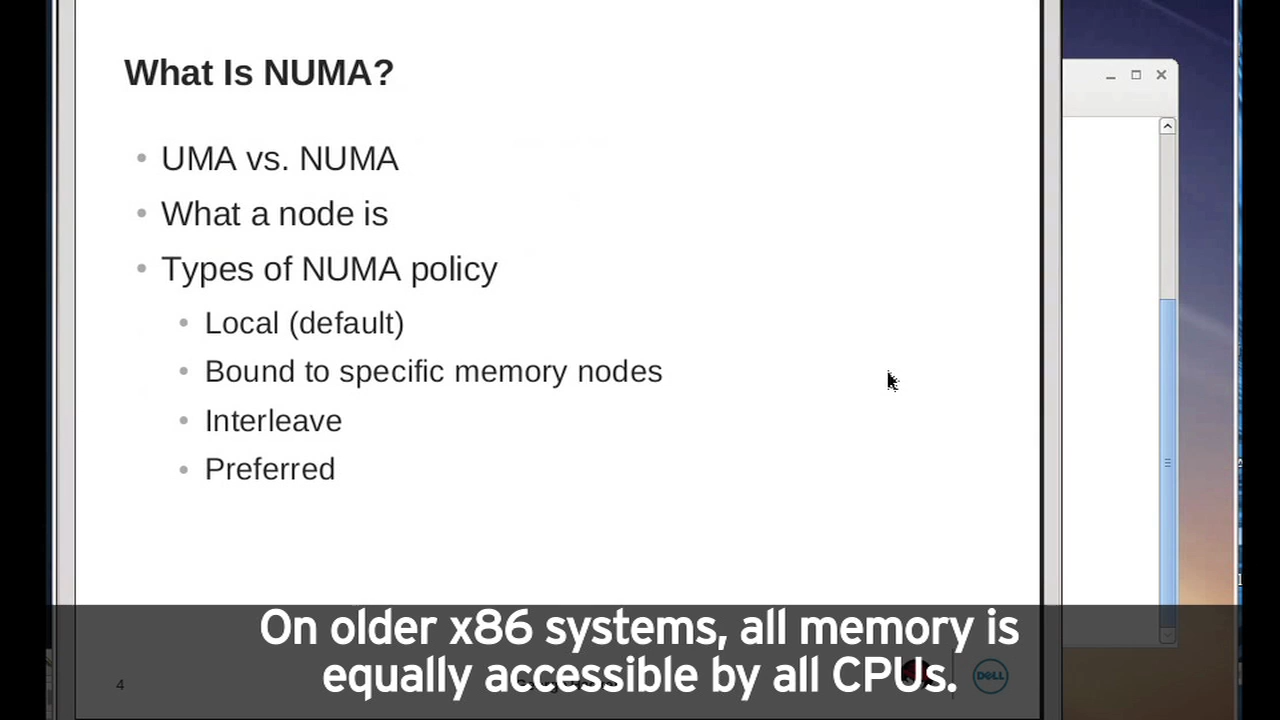 What Is NUMA?
• UMA vs. NUMA
• What a node is
• Types of NUMA policy
• Local (default)
• Bound to specific memory nodes
• Interleave
• Preferred
On older x86 systems, all memory is
equally accessible by all CPUs.
4
DELL